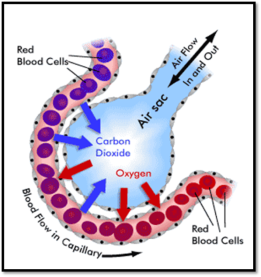 Red
Blood Cells
Air Flow
In and Out
Air sac
Carbon
Dioxide
Oxygen
Blood Flow in Capillary
Red
Blood Cells